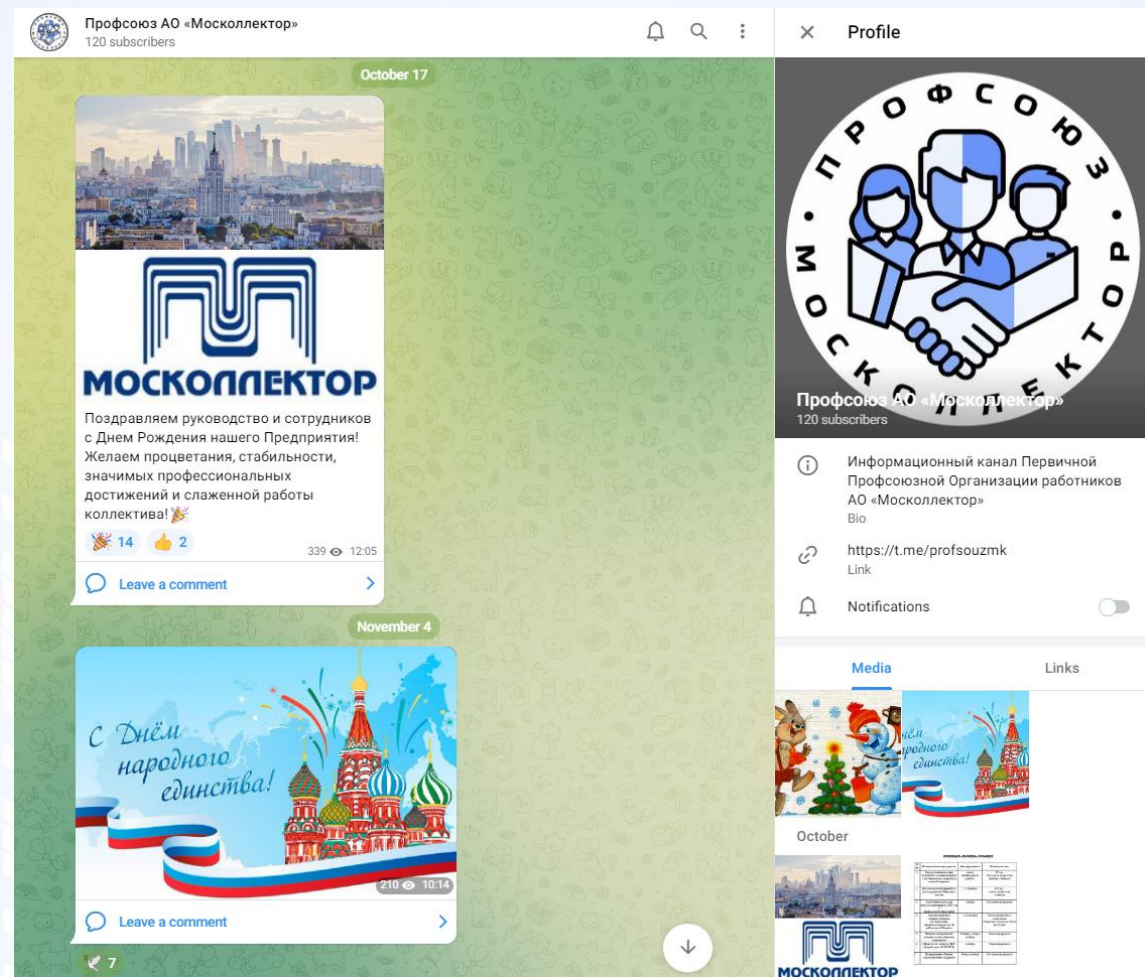 Профсоюз АО «Москоллектор»
120 subscribers
October 17
МОСКОЛЛЕКТОР
Поздравляем руководство и сотрудников
с Днем Рождения нашего Предприятия!
Желаем процветания, стабильности,
значимых профессиональных
достижений и слаженной работы
коллектива!🎉
🎉 14 👍 2
339 12:05
Leave a comment
November 4
С Днём
народного
единства!
210 10:14
Leave a comment
🕊 7
Profile
ПРОФСОЮЗ • МОСКОЛЛЕКТОР •
Профсоюз АО «Москоллектор»
120 subscribers
Информационный канал Первичной
Профсоюзной Организации работников
АО «Москоллектор»
Bio
https://t.me/profsouzmk
Link
Notifications
Media Links
единства!
October
МОСКОЛЛЕКТОР